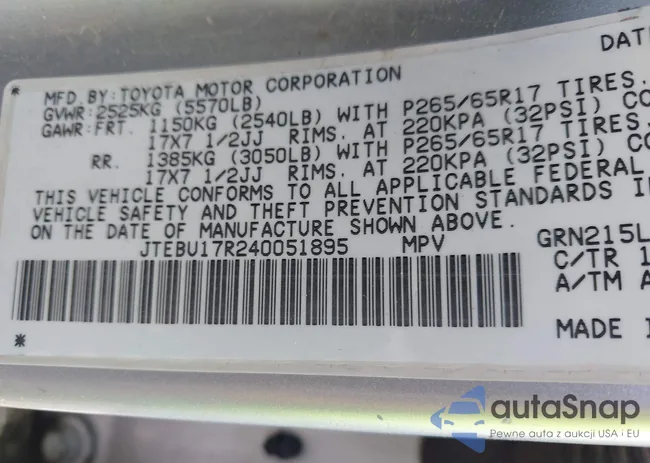 DATE
MFD. BY: TOYOTA MOTOR CORPORATION
GVWR: 2525KG (5570LB)
GAWR: FRT. 1150KG (2540LB) WITH P265/65R17 TIRES.
17X7 1/2JJ RIMS. AT 220KPA (32PSI) CO
RR. 1385KG (3050LB) WITH P265/65R17 TIRES.
17X7 1/2JJ RIMS. AT 220KPA (32PSI) CO
THIS VEHICLE CONFORMS TO ALL APPLICABLE FEDERAL
VEHICLE SAFETY AND THEFT PREVENTION STANDARDS I
ON THE DATE OF MANUFACTURE SHOWN ABOVE.
JTEBU17R240051895 MPV GRN215L
C/TR 1
A/TM A
MADE I
autaSnap
Pewne auta z aukcji USA i EU